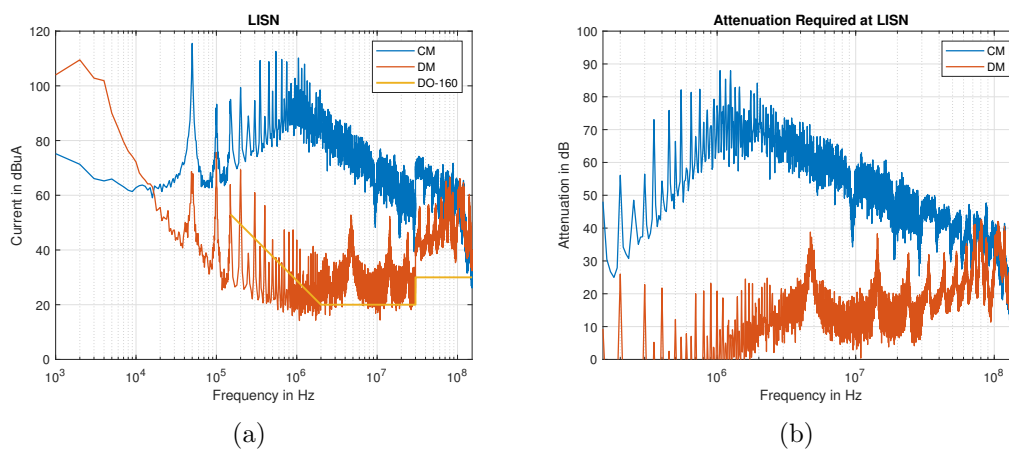 LISN
Current in dBuA
120
100
80
60
40
20
0
CM
DM
DO-160
10^3
10^4
10^5
10^6
10^7
10^8
Frequency in Hz
(a)
Attenuation Required at LISN
Attenuation in dB
100
90
80
70
60
50
40
30
20
10
0
CM
DM
10^6
10^7
10^8
Frequency in Hz
(b)